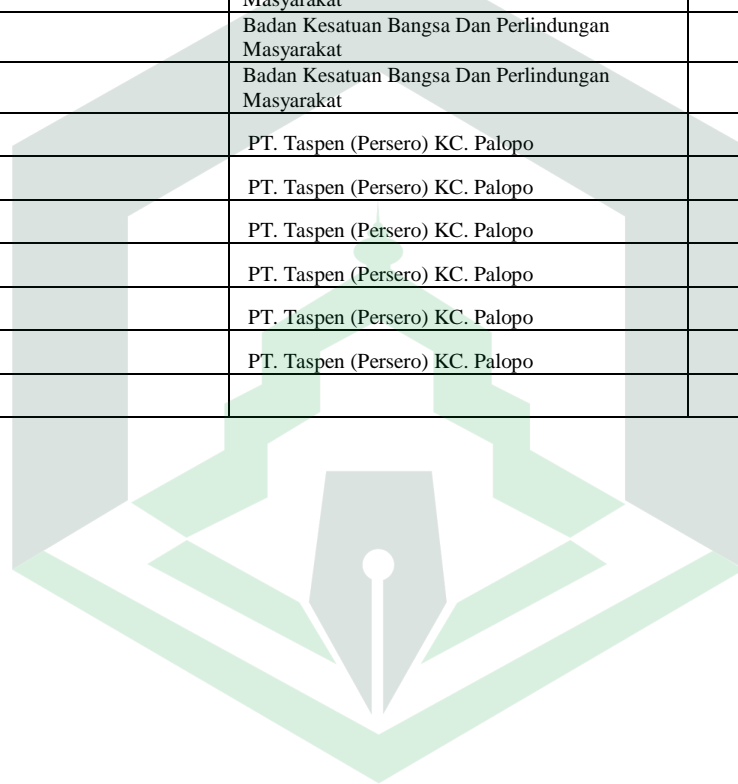 Masyarakat
Badan Kesatuan Bangsa Dan Perlindungan
Masyarakat
Badan Kesatuan Bangsa Dan Perlindungan
Masyarakat
PT. Taspen (Persero) KC. Palopo
PT. Taspen (Persero) KC. Palopo
PT. Taspen (Persero) KC. Palopo
PT. Taspen (Persero) KC. Palopo
PT. Taspen (Persero) KC. Palopo
PT. Taspen (Persero) KC. Palopo